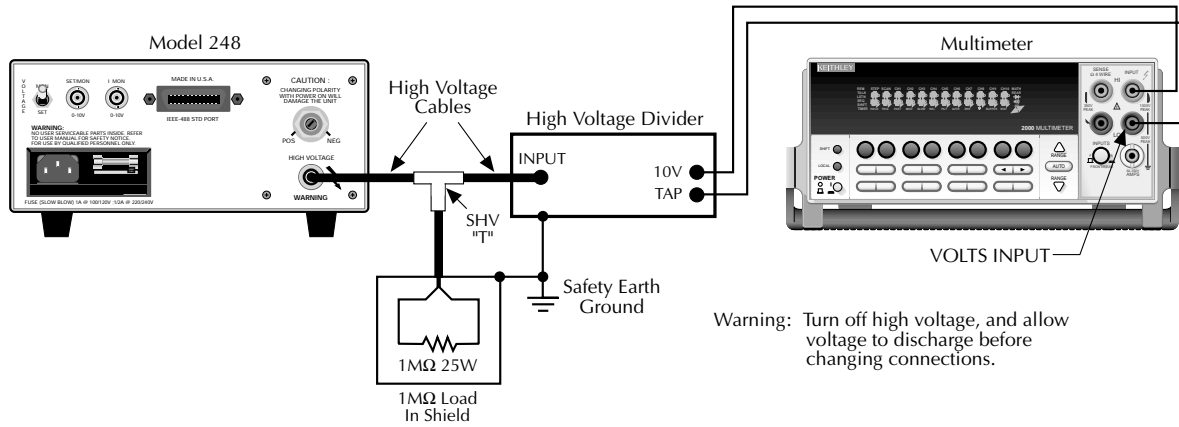 Model 248
VOLTAGE
MON
SET
SET/MON
0-10V
I MON
0-10V
MADE IN U.S.A.
IEEE-488 STD PORT
CAUTION :
CHANGING POLARITY
WITH POWER ON WILL
DAMAGE THE UNIT
POS
NEG
WARNING:
NO USER SERVICEABLE PARTS INSIDE. REFER
TO USER MANUAL FOR SAFETY NOTICE.
FOR USE BY QUALIFIED PERSONNEL ONLY.
HIGH VOLTAGE
WARNING
FUSE (SLOW BLOW) 1A @ 100/120V 1/2A @ 220/240V
High Voltage
Cables
High Voltage Divider
INPUT
10V
TAP
SHV
"T"
Safety Earth
Ground
1MΩ 25W
1MΩ Load
In Shield
Multimeter
KEITHLEY
2000 MULTIMETER
SENSE
Ω 4 WIRE
INPUT
HI
LO
INPUTS
SHIFT
LOCAL
POWER
RANGE
AUTO
RANGE
AMPS
VOLTS INPUT
Warning: Turn off high voltage, and allow
voltage to discharge before
changing connections.